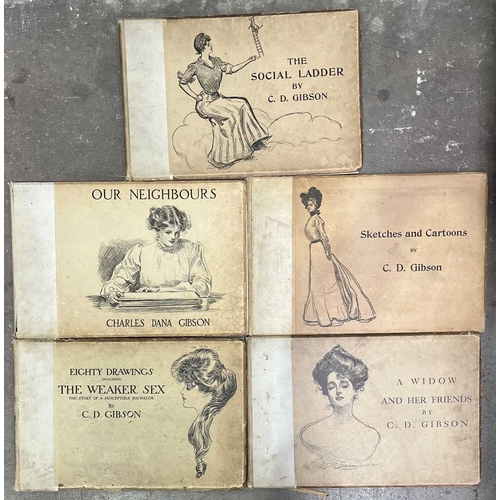 THE
SOCIAL LADDER
BY
C. D. GIBSON
OUR NEIGHBOURS
CHARLES DANA GIBSON
Sketches and Cartoons
BY
C. D. Gibson
EIGHTY DRAWINGS
INCLUDING
THE WEAKER SEX
THE STORY OF A SUSCEPTIBLE BACHELOR
By
C. D. GIBSON
A WIDOW
AND HER FRIENDS
BY
C. D. GIBSON